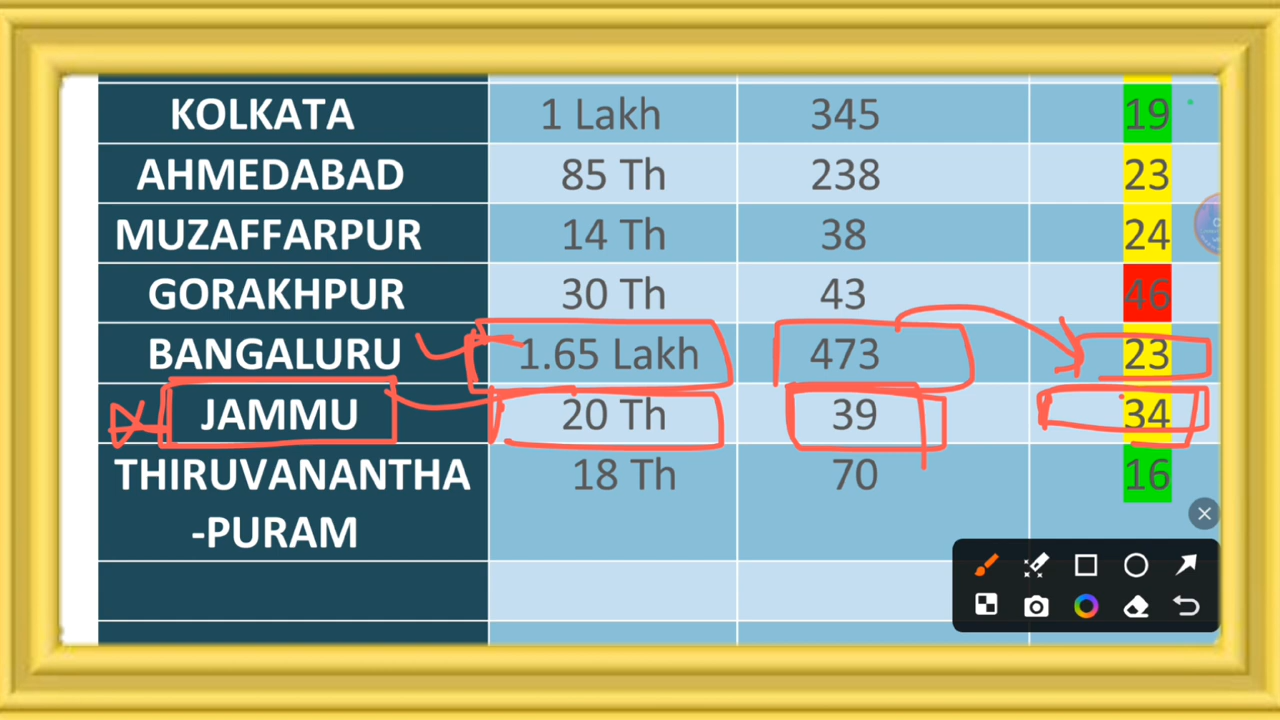 KOLKATA 1 Lakh 345 19
AHMEDABAD 85 Th 238 23
MUZAFFARPUR 14 Th 38 24
GORAKHPUR 30 Th 43 46
BANGALURU 1.65 Lakh 473 23
JAMMU 20 Th 39 34
THIRUVANANTHA 18 Th 70 16
-PURAM